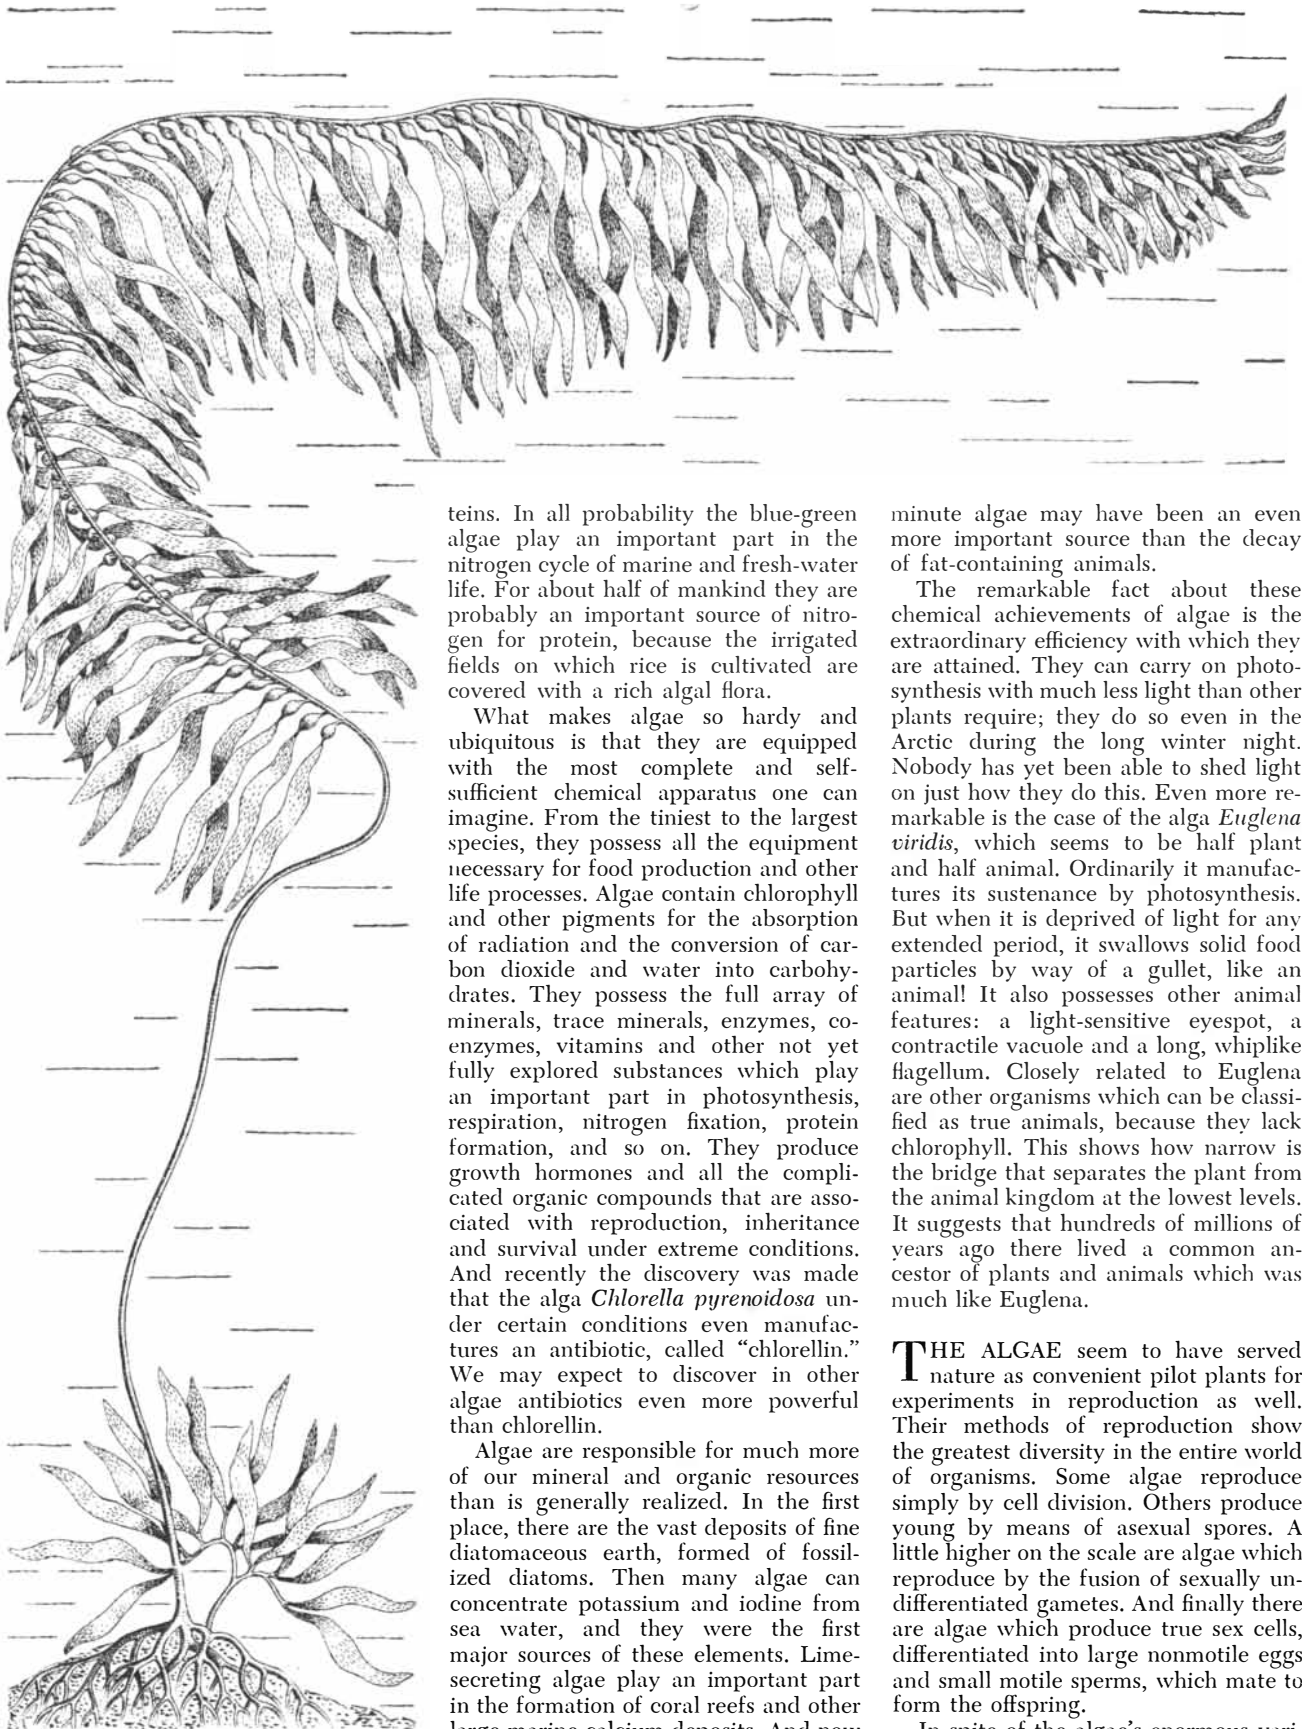 teins. In all probability the blue-green
algae play an important part in the
nitrogen cycle of marine and fresh-water
life. For about half of mankind they are
probably an important source of nitro-
gen for protein, because the irrigated
fields on which rice is cultivated are
covered with a rich algal flora.
What makes algae so hardy and
ubiquitous is that they are equipped
with the most complete and self-
sufficient chemical apparatus one can
imagine. From the tiniest to the largest
species, they possess all the equipment
necessary for food production and other
life processes. Algae contain chlorophyll
and other pigments for the absorption
of radiation and the conversion of car-
bon dioxide and water into carbohy-
drates. They possess the full array of
minerals, trace minerals, enzymes, co-
enzymes, vitamins and other not yet
fully explored substances which play
an important part in photosynthesis,
respiration, nitrogen fixation, protein
formation, and so on. They produce
growth hormones and all the compli-
cated organic compounds that are asso-
ciated with reproduction, inheritance
and survival under extreme conditions.
And recently the discovery was made
that the alga Chlorella pyrenoidosa un-
der certain conditions even manufac-
tures an antibiotic, called “chlorellin.”
We may expect to discover in other
algae antibiotics even more powerful
than chlorellin.
Algae are responsible for much more
of our mineral and organic resources
than is generally realized. In the first
place, there are the vast deposits of fine
diatomaceous earth, formed of fossil-
ized diatoms. Then many algae can
concentrate potassium and iodine from
sea water, and they were the first
major sources of these elements. Lime-
secreting algae play an important part
in the formation of coral reefs and other
large marine calcium deposits. And now
minute algae may have been an even
more important source than the decay
of fat-containing animals.
The remarkable fact about these
chemical achievements of algae is the
extraordinary efficiency with which they
are attained. They can carry on photo-
synthesis with much less light than other
plants require; they do so even in the
Arctic during the long winter night.
Nobody has yet been able to shed light
on just how they do this. Even more re-
markable is the case of the alga Euglena
viridis, which seems to be half plant
and half animal. Ordinarily it manufac-
tures its sustenance by photosynthesis.
But when it is deprived of light for any
extended period, it swallows solid food
particles by way of a gullet, like an
animal! It also possesses other animal
features: a light-sensitive eyespot, a
contractile vacuole and a long, whiplike
flagellum. Closely related to Euglena
are other organisms which can be classi-
fied as true animals, because they lack
chlorophyll. This shows how narrow is
the bridge that separates the plant from
the animal kingdom at the lowest levels.
It suggests that hundreds of millions of
years ago there lived a common an-
cestor of plants and animals which was
much like Euglena.
THE ALGAE seem to have served
nature as convenient pilot plants for
experiments in reproduction as well.
Their methods of reproduction show
the greatest diversity in the entire world
of organisms. Some algae reproduce
simply by cell division. Others produce
young by means of asexual spores. A
little higher on the scale are algae which
reproduce by the fusion of sexually un-
differentiated gametes. And finally there
are algae which produce true sex cells,
differentiated into large nonmotile eggs
and small motile sperms, which mate to
form the offspring.
In spite of the algae's enormous vari-